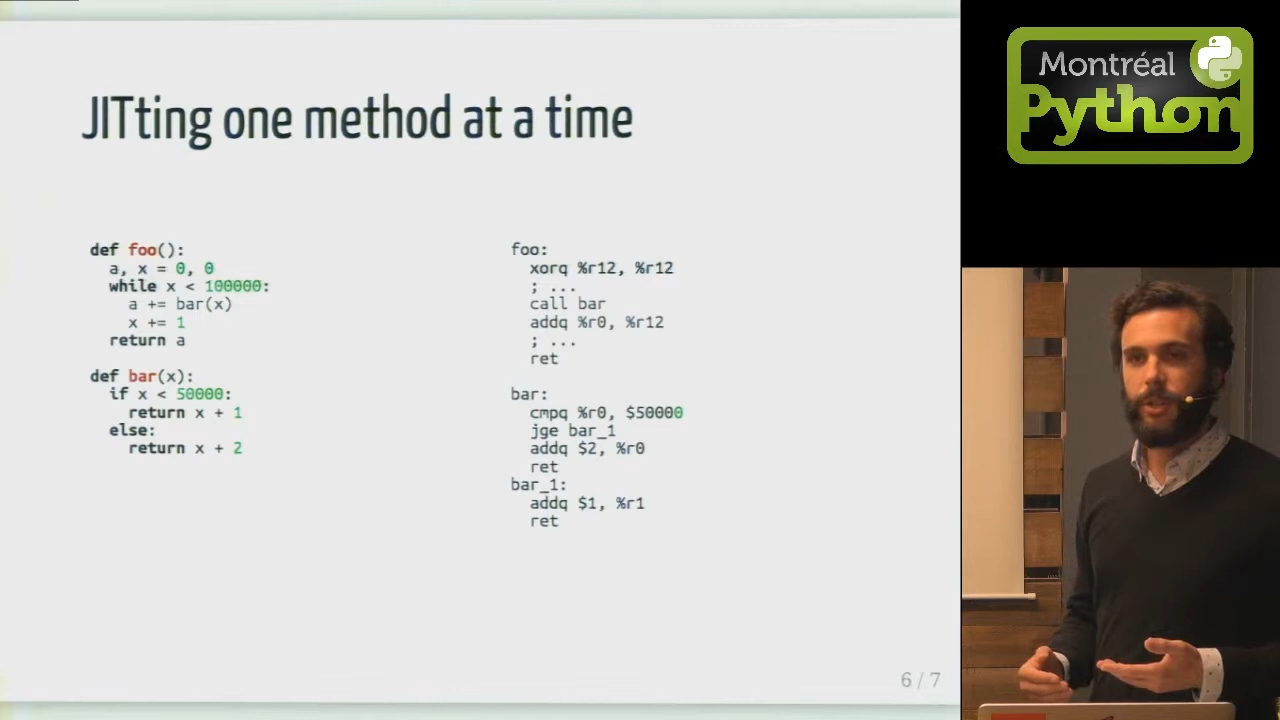 JITting one method at a time
def foo():
  a, x = 0, 0
  while x < 100000:
    a += bar(x)
    x += 1
  return a
def bar(x):
  if x < 50000:
    return x + 1
  else:
    return x + 2
foo:
  xorq %r12, %r12
  ; ...
  call bar
  addq %r0, %r12
  ; ...
  ret
bar:
  cmpq %r0, $50000
  jge bar_1
  addq $2, %r0
  ret
bar_1:
  addq $1, %r1
  ret
6 / 7
Montréal
Python